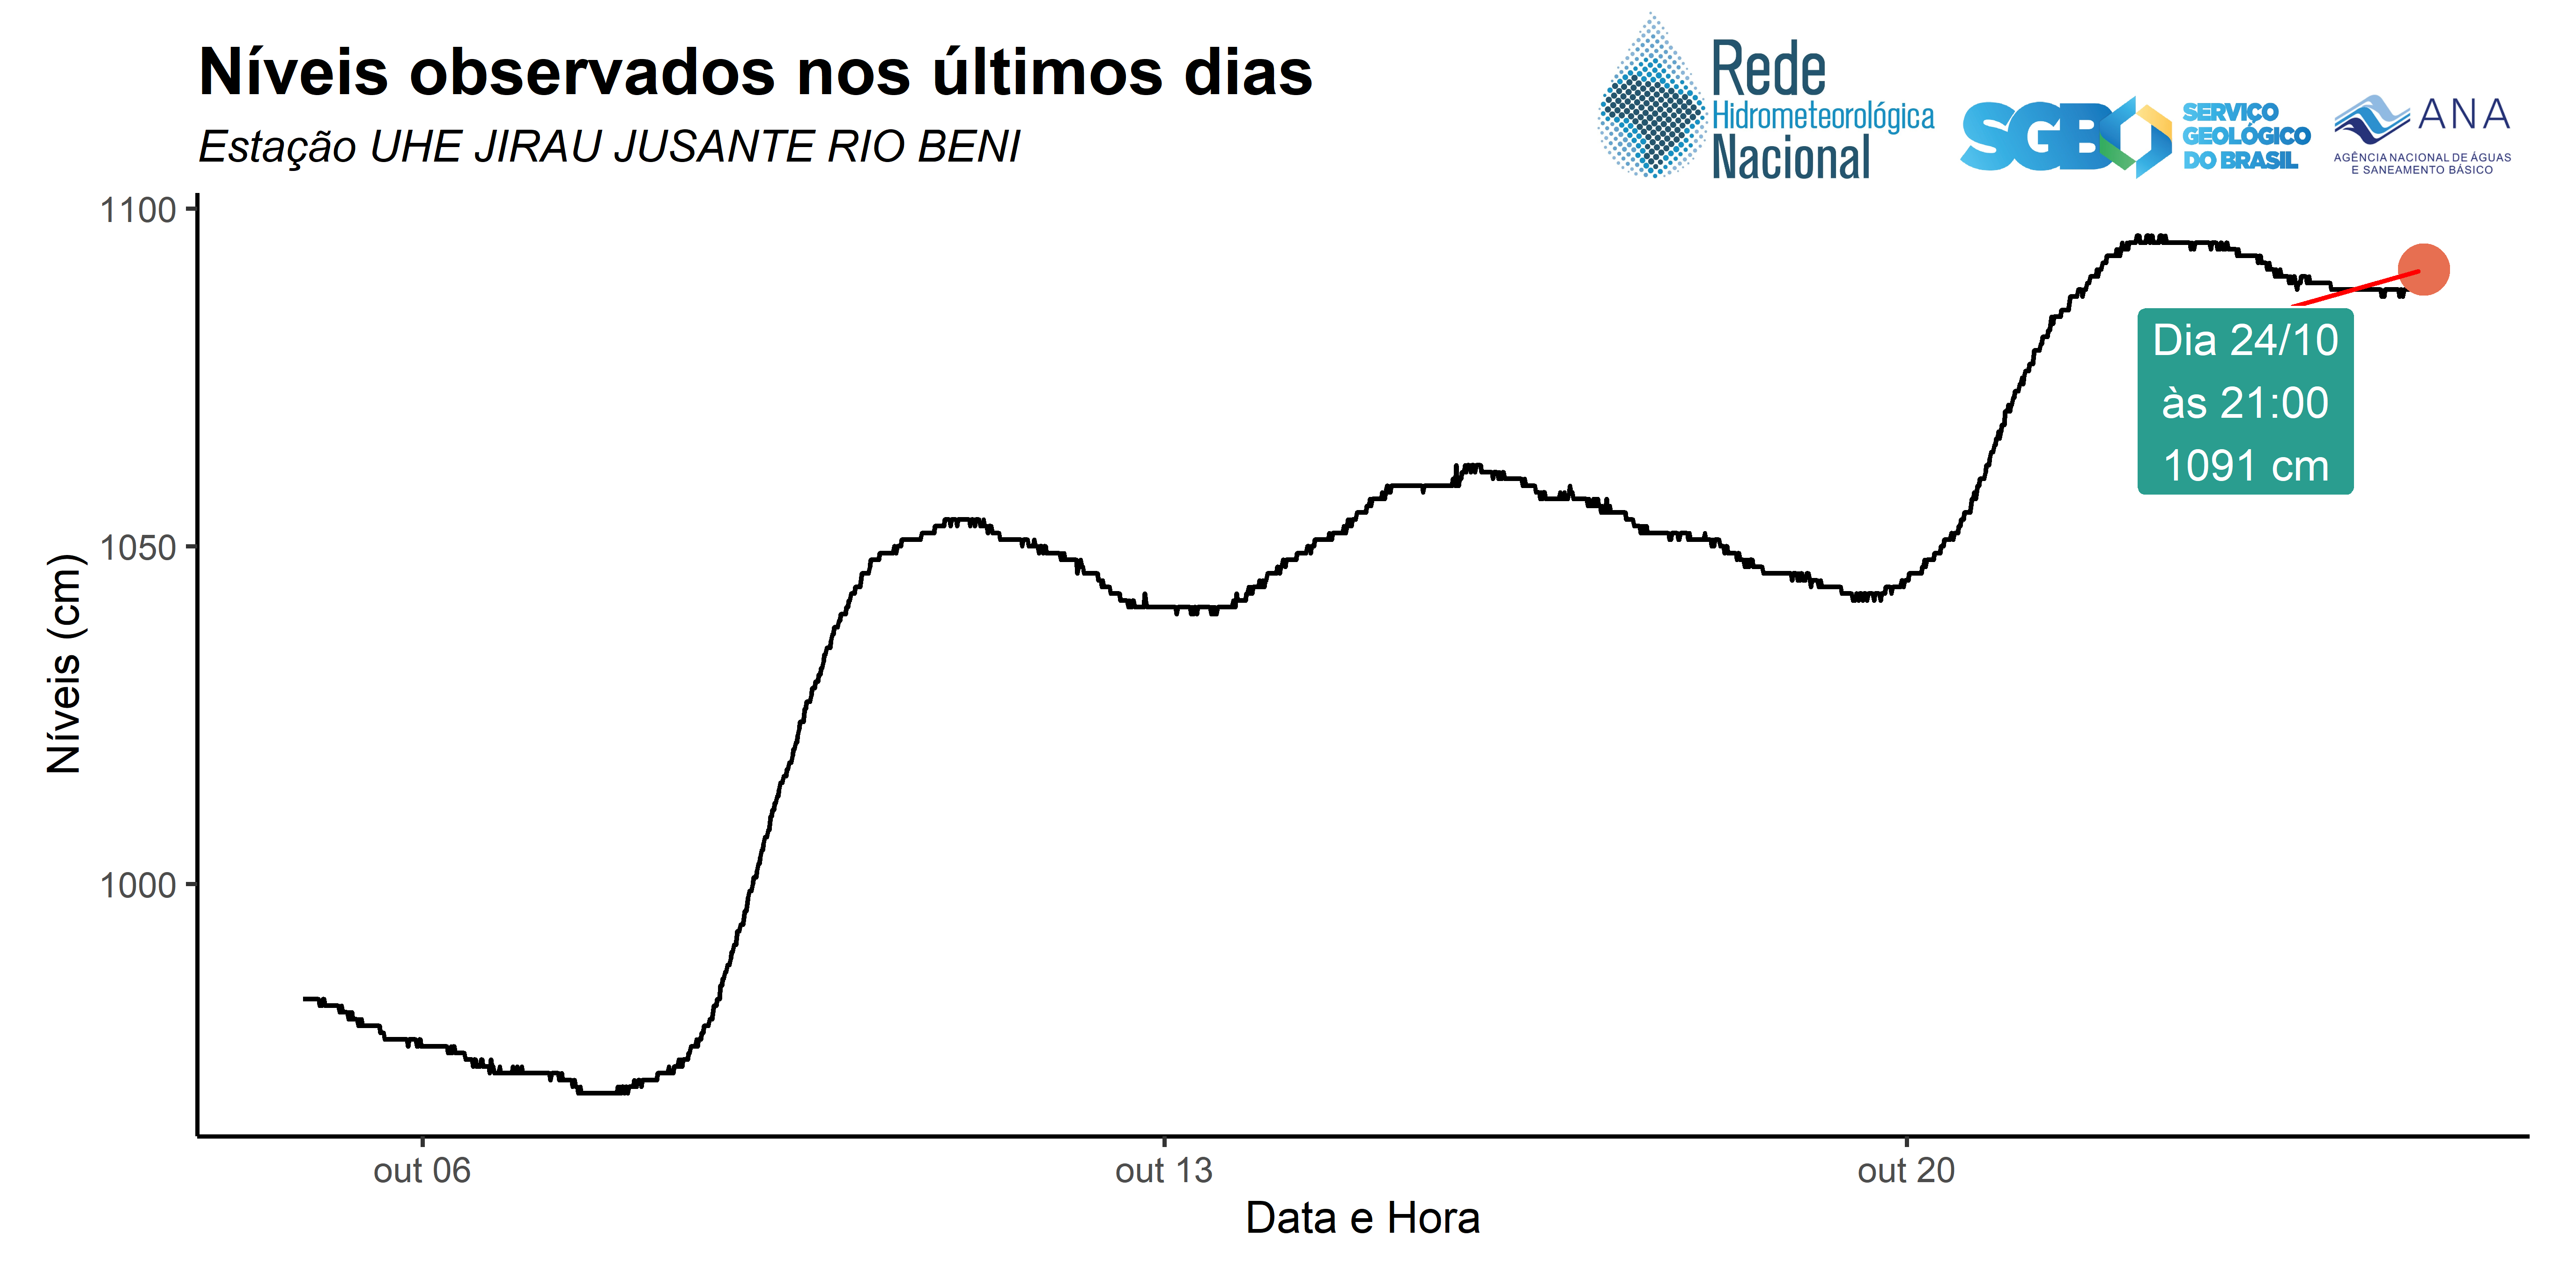 Níveis observados nos últimos dias
Estação UHE JIRAU JUSANTE RIO BENI
Rede
Hidrometeorológica
Nacional
SGB
SERVIÇO
GEOLÓGICO
DO BRASIL
ANA
AGÊNCIA NACIONAL DE ÁGUAS
E SANEAMENTO BÁSICO
1100
1050
1000
Níveis (cm)
Dia 24/10
às 21:00
1091 cm
out 06
out 13
out 20
Data e Hora